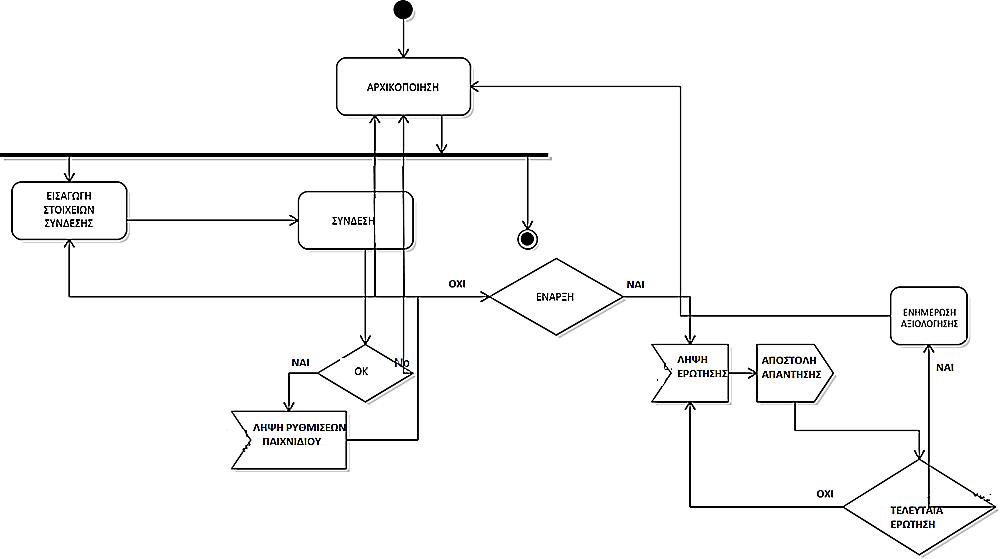 ΑΡΧΙΚΟΠΟΙΗΣΗ
ΕΙΣΑΓΩΓΗ
ΣΤΟΙΧΕΙΩΝ
ΣΥΝΔΕΣΗΣ
ΣΥΝΔΕΣΗ
ΟΧΙ
ΕΝΑΡΞΗ
ΝΑΙ
ΕΝΗΜΕΡΩΣΗ
ΑΞΙΟΛΟΓΗΣΗΣ
ΝΑΙ
OK
No
ΛΗΨΗ
ΕΡΩΤΗΣΗΣ
ΑΠΟΣΤΟΛΗ
ΑΠΑΝΤΗΣΗΣ
ΝΑΙ
ΛΗΨΗ ΡΥΘΜΙΣΕΩΝ
ΠΑΙΧΝΙΔΙΟΥ
ΟΧΙ
ΤΕΛΕΥΤΑΙΑ
ΕΡΩΤΗΣΗ